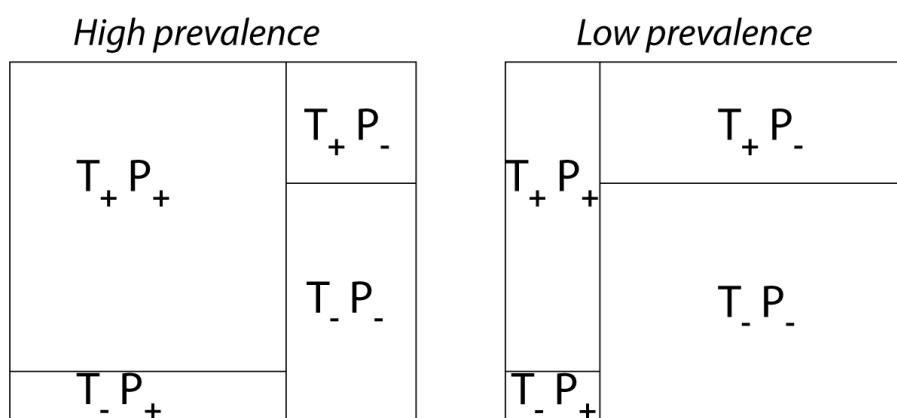 High prevalence
T₊ P₊
T₊ P₋
T₋ P₋
T₋ P₊
Low prevalence
T₊ P₊
T₊ P₋
T₋ P₋
T₋ P₊